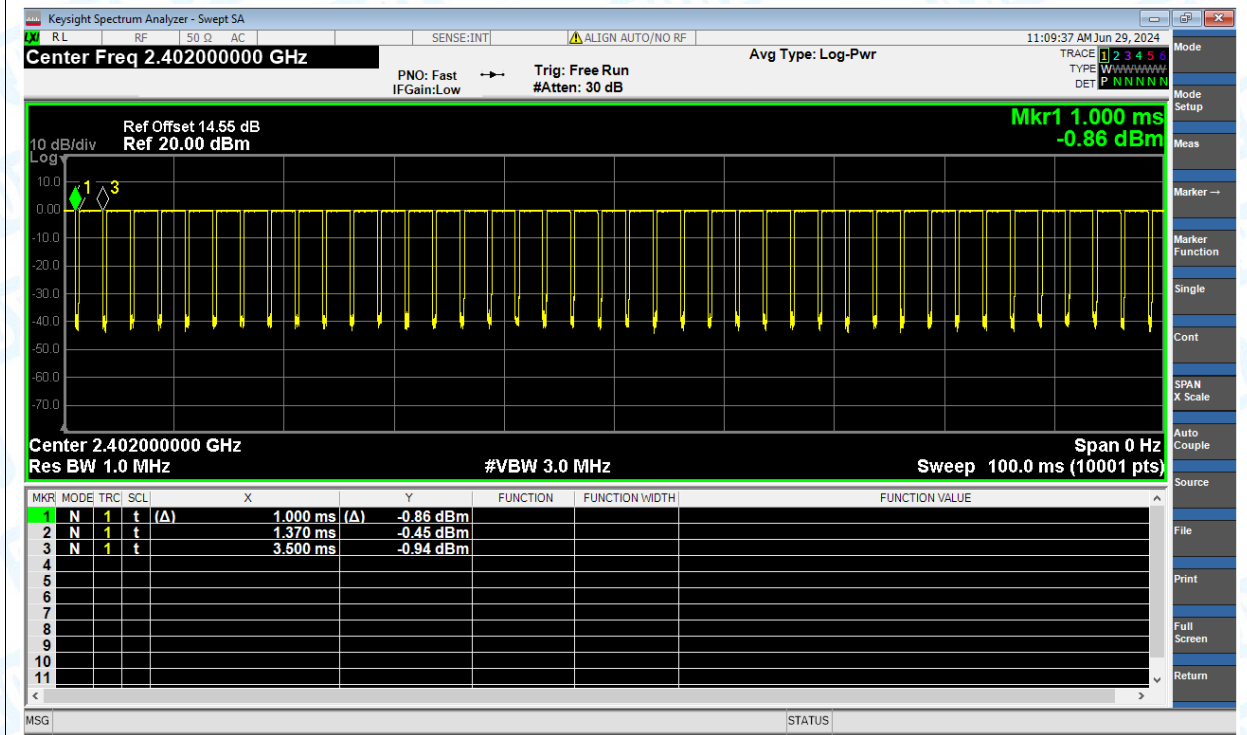 Keysight Spectrum Analyzer - Swept SA
LXI RL RF 50 Ω AC SENSE:INT ALIGN AUTO/NO RF 11:09:37 AM Jun 29, 2024
Center Freq 2.402000000 GHz
PNO: Fast
IFGain:Low
Trig: Free Run
#Atten: 30 dB
Avg Type: Log-Pwr
TRACE 1 2 3 4 5 6
TYPE WWWWWWW
DET P N N N N N
Mkr1 1.000 ms
-0.86 dBm
Ref Offset 14.55 dB
10 dB/div Ref 20.00 dBm
Log
10.0
0.00
-10.0
-20.0
-30.0
-40.0
-50.0
-60.0
-70.0
1
3
Center 2.402000000 GHz Span 0 Hz
Res BW 1.0 MHz #VBW 3.0 MHz Sweep 100.0 ms (10001 pts)
MKR MODE TRC SCL X Y FUNCTION FUNCTION WIDTH FUNCTION VALUE
1 N 1 t (Δ) 1.000 ms (Δ) -0.86 dBm
2 N 1 t 1.370 ms -0.45 dBm
3 N 1 t 3.500 ms -0.94 dBm
4
5
6
7
8
9
10
11
MSG STATUS
Mode
Mode
Setup
Meas
Marker →
Marker
Function
Single
Cont
SPAN
X Scale
Auto
Couple
Source
File
Print
Full
Screen
Return